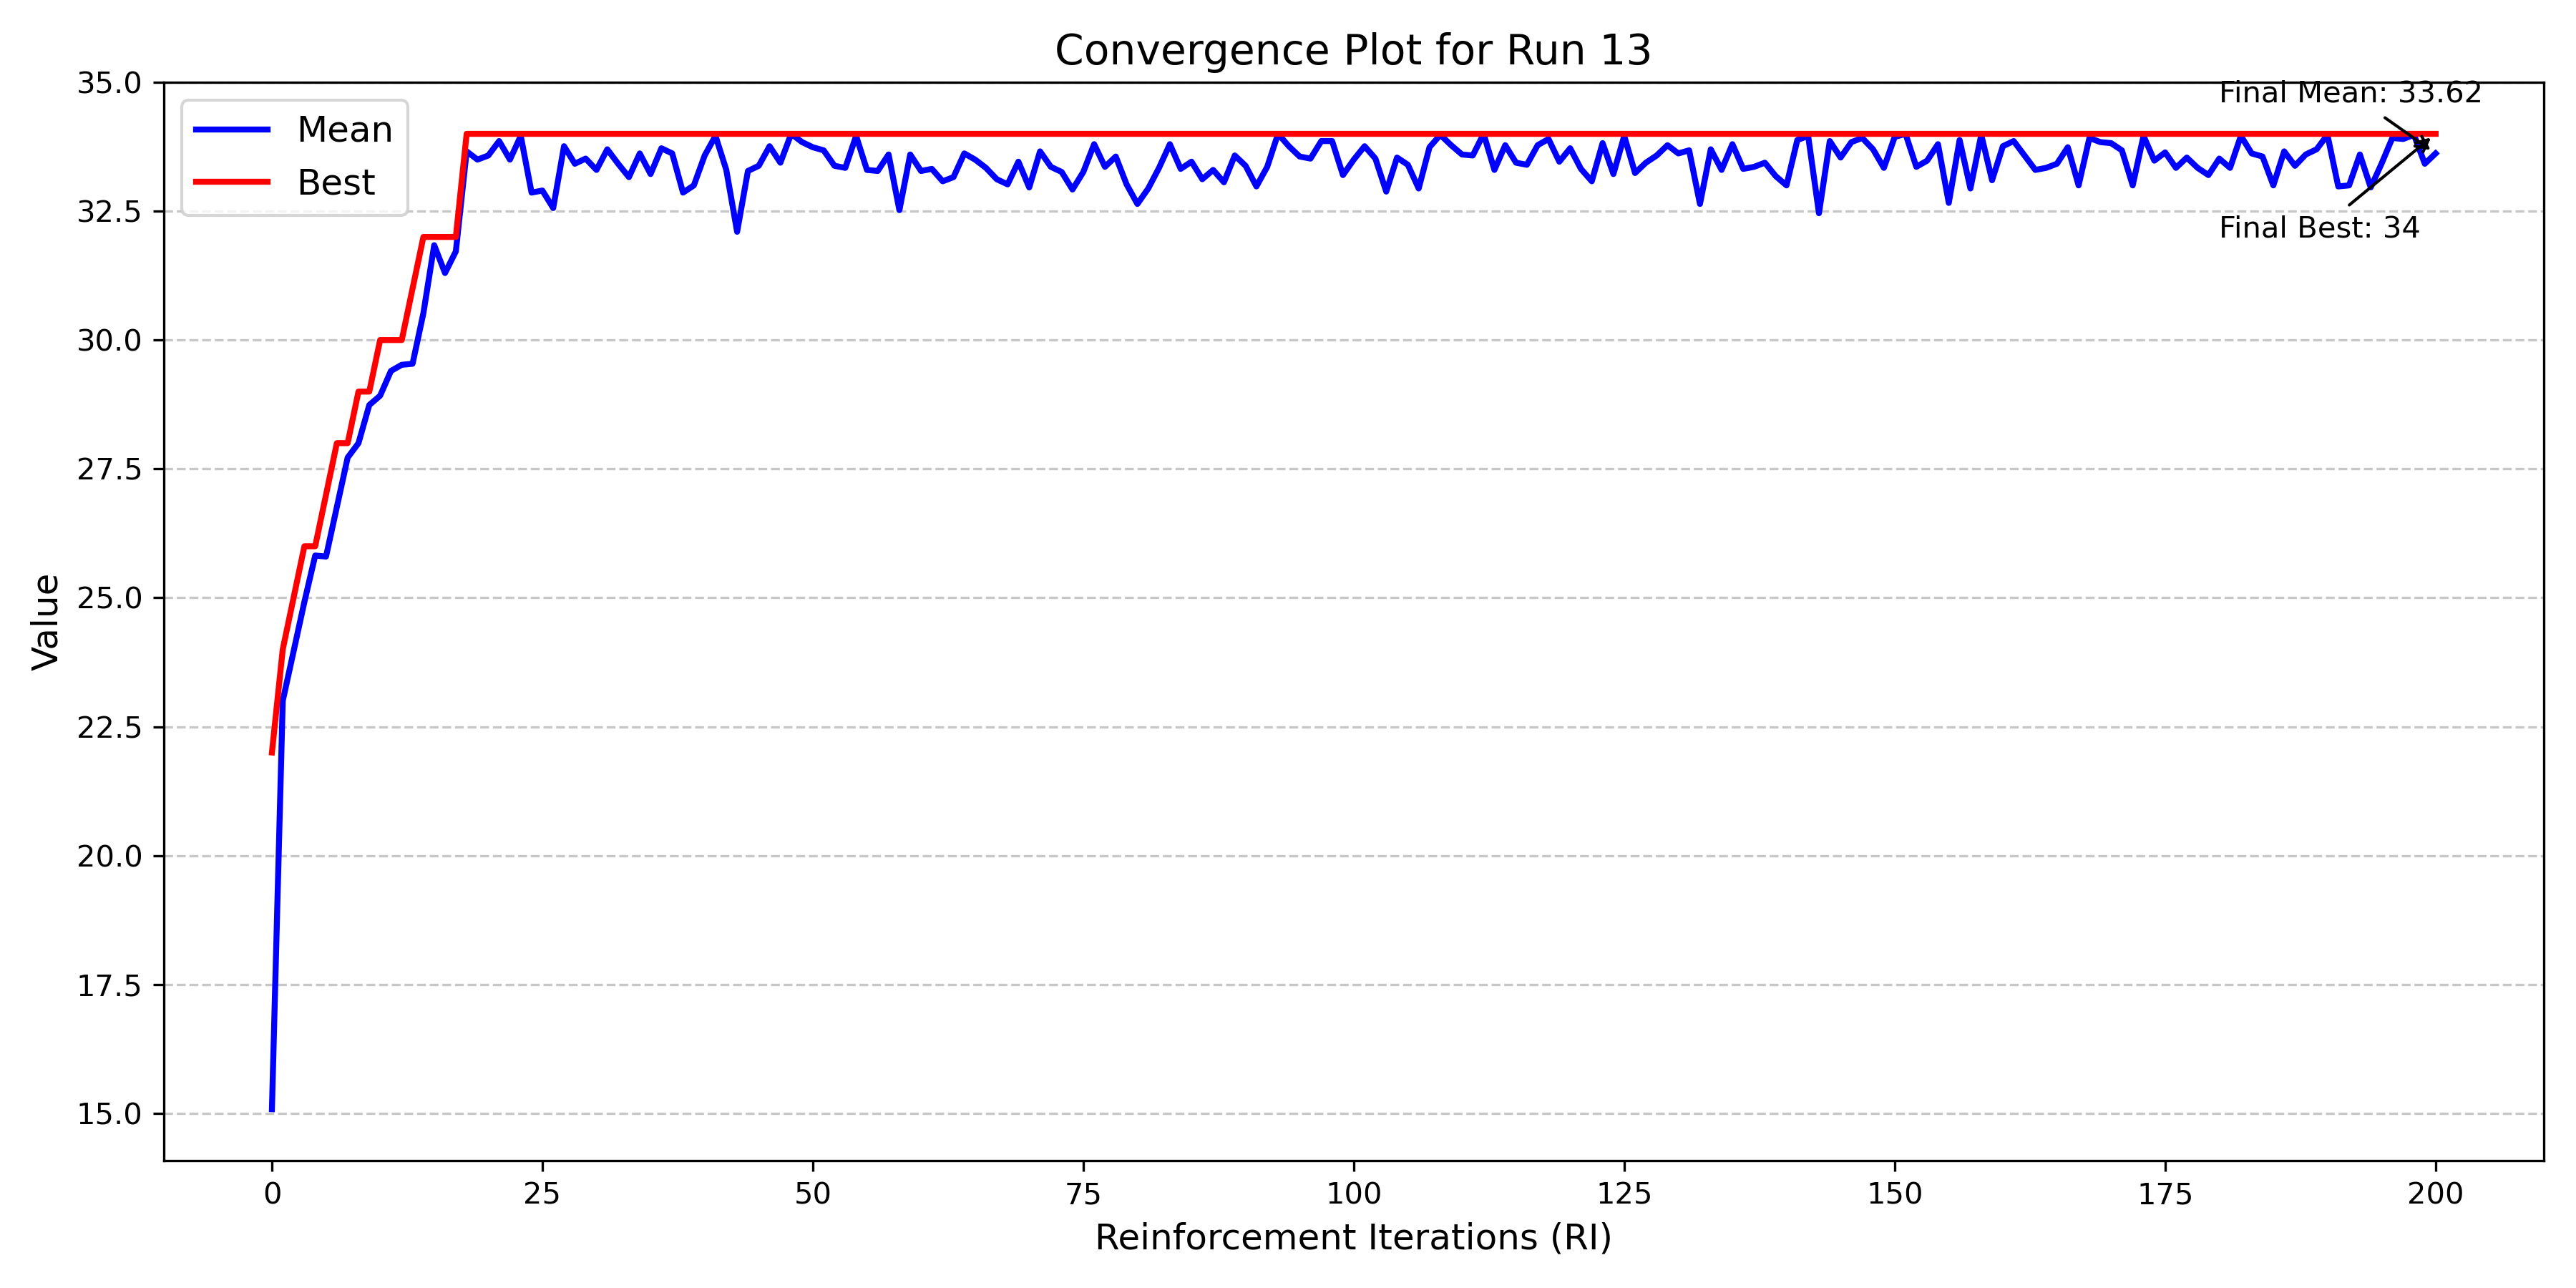 Convergence Plot for Run 13
Mean
Best
Final Mean: 33.62
Final Best: 34
Value
35.0
32.5
30.0
27.5
25.0
22.5
20.0
17.5
15.0
0 25 50 75 100 125 150 175 200
Reinforcement Iterations (RI)